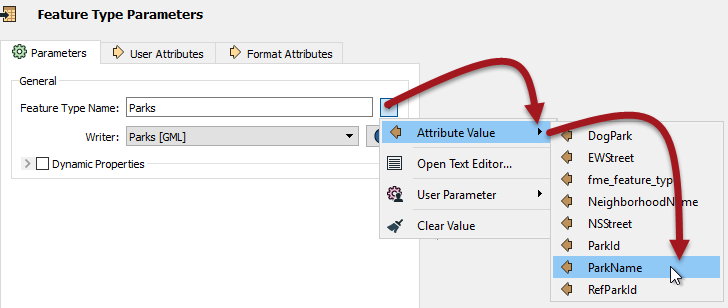 Feature Type Parameters
Parameters
User Attributes
Format Attributes
General
Feature Type Name: Parks
Writer: Parks [GML]
Dynamic Properties
Attribute Value
Open Text Editor...
User Parameter
Clear Value
DogPark
EWStreet
fme_feature_type
NeighborhoodName
NSStreet
ParkId
ParkName
RefParkId